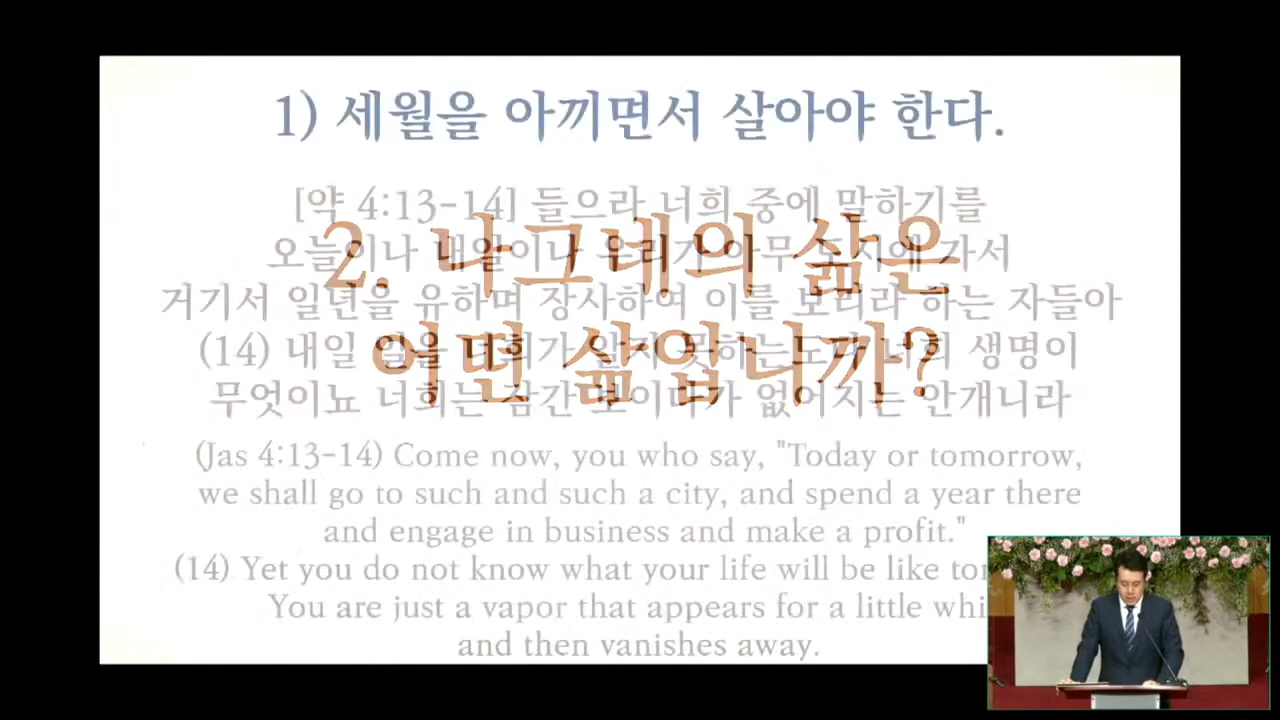 1) 세월을 아끼면서 살아야 한다.
2. 나그네의 삶은
어떤 삶입니까?
[약 4:13-14] 들으라 너희 중에 말하기를
오늘이나 내일이나 우리가 아무 도시에 가서
거기서 일년을 유하며 장사하여 이를 보리라 하는 자들아
(14) 내일 일을 너희가 알지 못하는도다 너희 생명이
무엇이뇨 너희는 잠간 보이다가 없어지는 안개니라
(Jas 4:13-14) Come now, you who say, "Today or tomorrow,
we shall go to such and such a city, and spend a year there
and engage in business and make a profit."
(14) Yet you do not know what your life will be like
You are just a vapor that appears for a little
and then vanishes away.